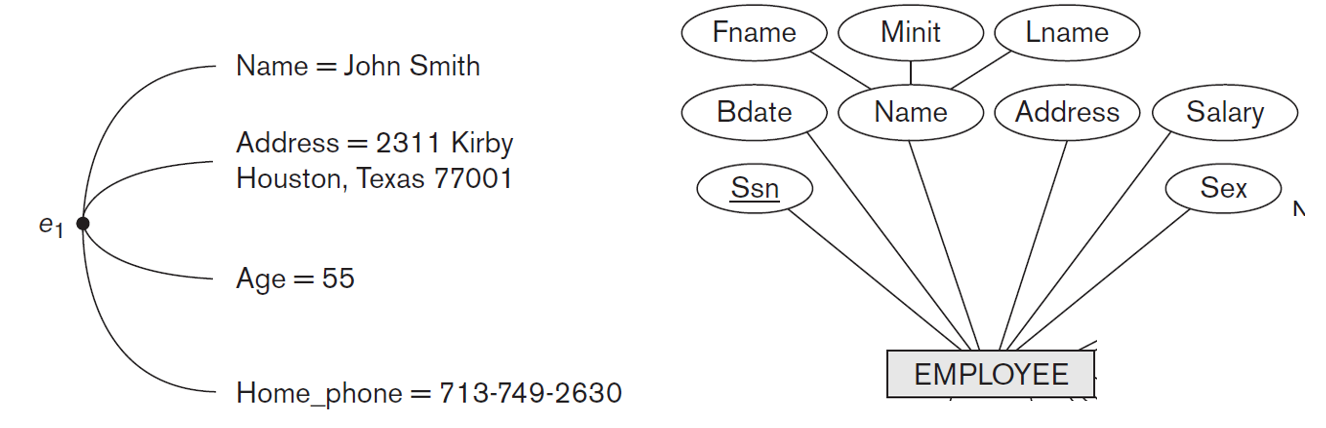 Name = John Smith
Address = 2311 Kirby
Houston, Texas 77001
e1
Age = 55
Home_phone = 713-749-2630
Fname
Minit
Lname
Bdate
Name
Address
Salary
Ssn
Sex
N
EMPLOYEE